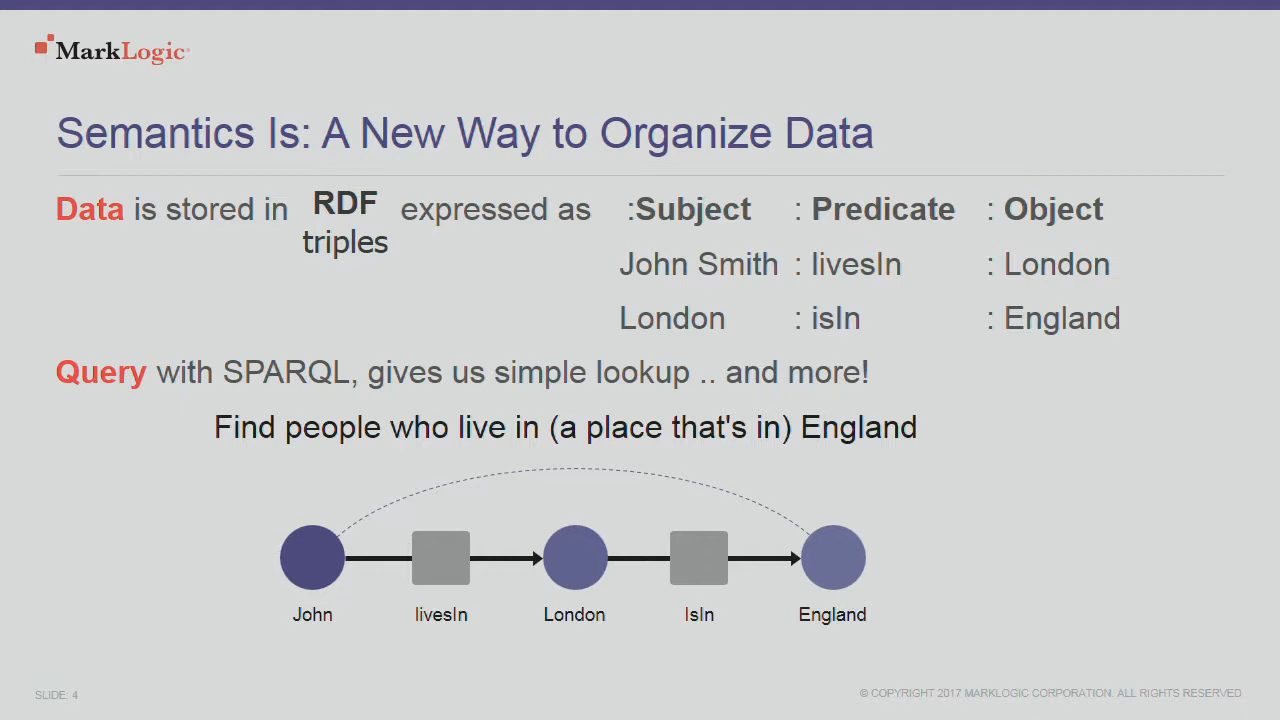 MarkLogic
Semantics Is: A New Way to Organize Data
Data is stored in RDF triples expressed as :Subject : Predicate : Object
John Smith : livesIn : London
London : isIn : England
Query with SPARQL, gives us simple lookup .. and more!
Find people who live in (a place that's in) England
John livesIn London IsIn England
SLIDE: 4 © COPYRIGHT 2017 MARKLOGIC CORPORATION. ALL RIGHTS RESERVED.